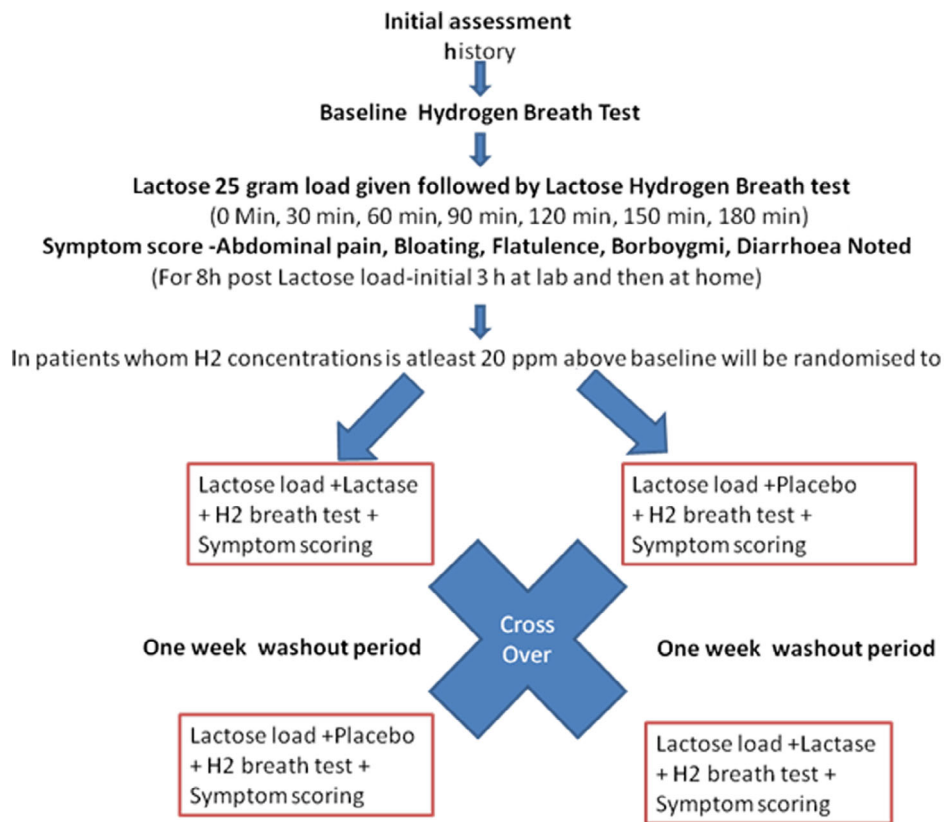 Initial assessment
history
Baseline Hydrogen Breath Test
Lactose 25 gram load given followed by Lactose Hydrogen Breath test
(0 Min, 30 min, 60 min, 90 min, 120 min, 150 min, 180 min)
Symptom score -Abdominal pain, Bloating, Flatulence, Borboygmi, Diarrhoea Noted
(For 8h post Lactose load-initial 3 h at lab and then at home)
In patients whom H2 concentrations is atleast 20 ppm above baseline will be randomised to
Lactose load +Lactase
+ H2 breath test +
Symptom scoring
Lactose load +Placebo
+ H2 breath test +
Symptom scoring
Cross
Over
One week washout period
One week washout period
Lactose load +Placebo
+ H2 breath test +
Symptom scoring
Lactose load +Lactase
+ H2 breath test +
Symptom scoring